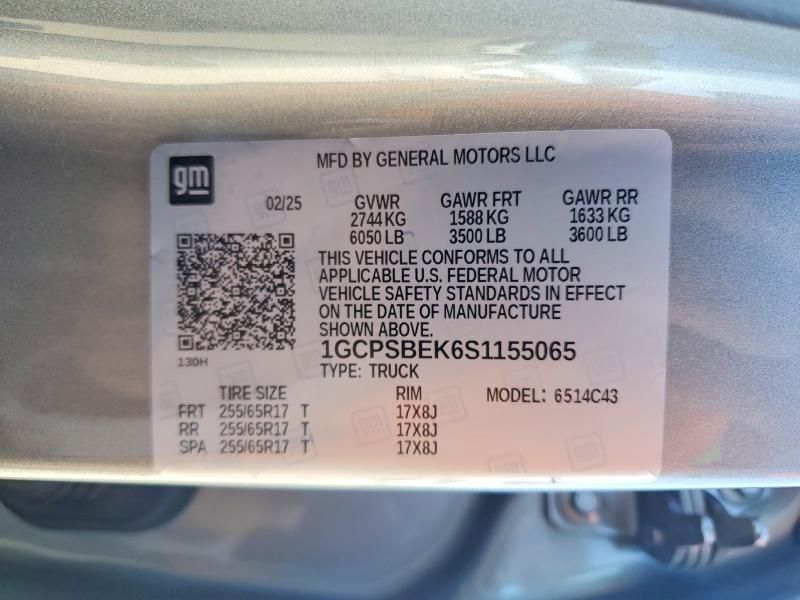 gm
MFD BY GENERAL MOTORS LLC
02/25 GVWR GAWR FRT GAWR RR
2744 KG 1588 KG 1633 KG
6050 LB 3500 LB 3600 LB
THIS VEHICLE CONFORMS TO ALL
APPLICABLE U.S. FEDERAL MOTOR
VEHICLE SAFETY STANDARDS IN EFFECT
ON THE DATE OF MANUFACTURE
SHOWN ABOVE.
1GCPSBEK6S1155065
130H
TYPE: TRUCK
TIRE SIZE RIM MODEL: 6514C43
FRT 255/65R17 T 17X8J
RR 255/65R17 T 17X8J
SPA 255/65R17 T 17X8J